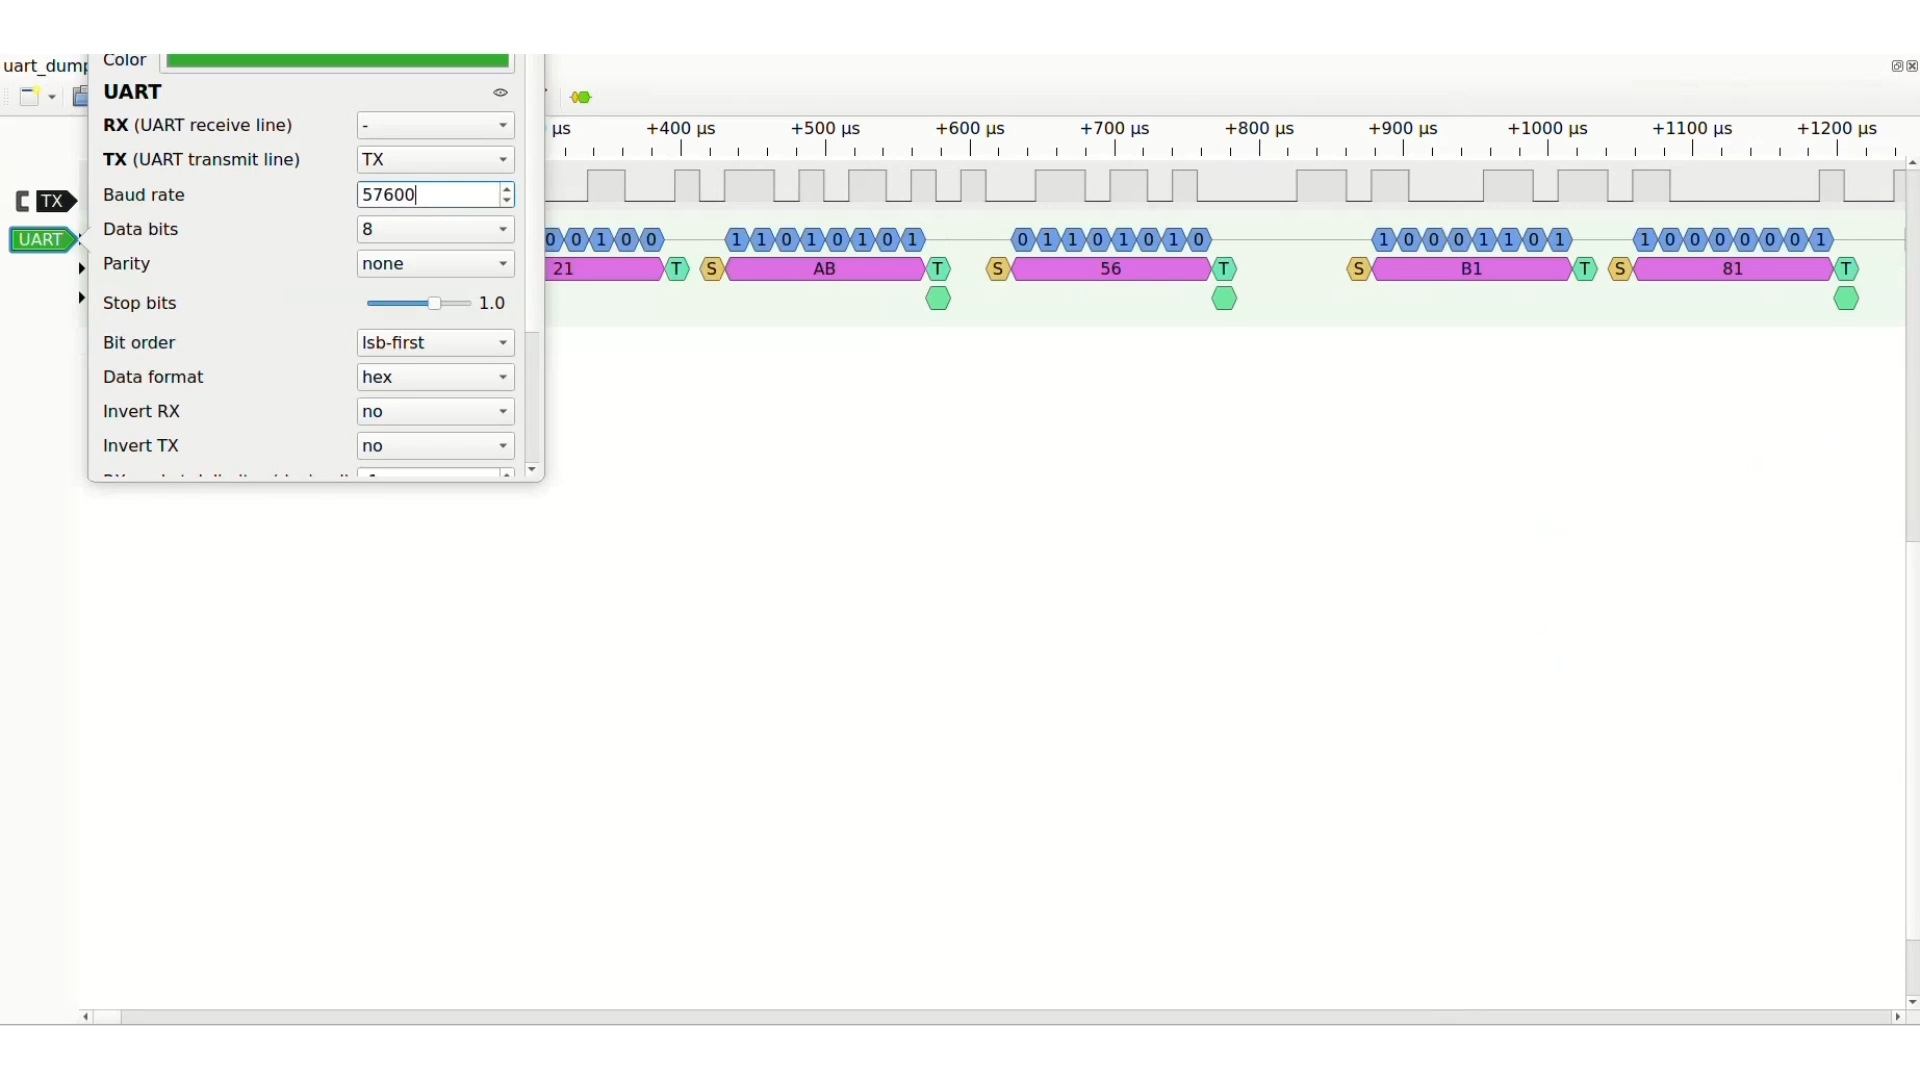 Color
uart_dump
UART
RX (UART receive line) -
TX (UART transmit line) TX
Baud rate 57600
Data bits 8
Parity none
Stop bits 1.0
Bit order lsb-first
Data format hex
Invert RX no
Invert TX no
TX
UART
µs +400 µs +500 µs +600 µs +700 µs +800 µs +900 µs +1000 µs +1100 µs +1200 µs
0 0 1 0 0 1 1 0 1 0 1 0 1 0 1 1 0 1 0 1 0 1 0 0 0 1 1 0 1 1 0 0 0 0 0 0 1
21 T S AB T S 56 T S B1 T S 81 T